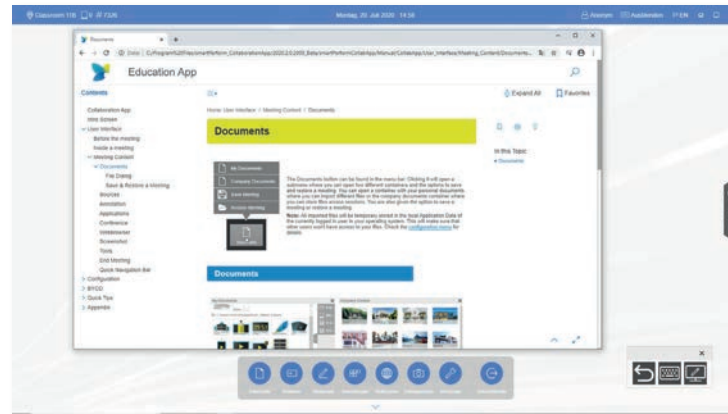 Classroom 118
Monday, 20. Juli 2020 14:56
Anonym
Ausblenden
EN
Documents
Education App
Contents
Expand All
Favorites
Collaboration App
Intro Screen
User Interface
Before the meeting
Inside a meeting
Meeting Content
Documents
File Dialog
Save & Restore a Meeting
Sources
Annotation
Applications
Conference
Webbrowser
Screenshot
Tools
End Meeting
Quick Navigation Bar
Configuration
BYOD
Quick Tips
Appendix
Home User Interface / Meeting Content / Documents
Documents
In this Topic
Documents
My Documents
Company Documents
Save Meeting
Restore Meeting
The Documents button can be found in the menu bar. Clicking it will open a
submenu where you can open two different containers and the options to save
and restore a meeting. You can open a container with your personal documents
where you can import different files or the company documents container where
you can store files across sessions. You are also given the option to save a
meeting or restore a meeting.
Note: All imported files will be temporary stored in the local Application Data of
the currently logged in user to your operating system. This will make sure that
other users won't have access to your files. Check the configuration menu for
details.
Documents